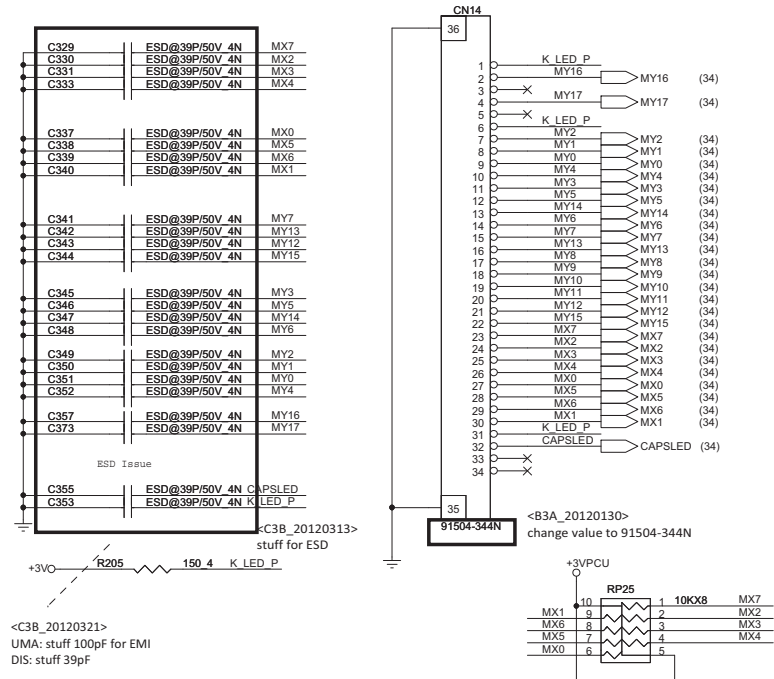 C329 ESD@39P/50V_4N MX7
C330 ESD@39P/50V_4N MX2
C331 ESD@39P/50V_4N MX3
C333 ESD@39P/50V_4N MX4
C337 ESD@39P/50V_4N MX0
C338 ESD@39P/50V_4N MX5
C339 ESD@39P/50V_4N MX6
C340 ESD@39P/50V_4N MX1
C341 ESD@39P/50V_4N MY7
C342 ESD@39P/50V_4N MY13
C343 ESD@39P/50V_4N MY12
C344 ESD@39P/50V_4N MY15
C345 ESD@39P/50V_4N MY3
C346 ESD@39P/50V_4N MY5
C347 ESD@39P/50V_4N MY14
C348 ESD@39P/50V_4N MY6
C349 ESD@39P/50V_4N MY2
C350 ESD@39P/50V_4N MY1
C351 ESD@39P/50V_4N MY0
C352 ESD@39P/50V_4N MY4
C357 ESD@39P/50V_4N MY16
C373 ESD@39P/50V_4N MY17
ESD Issue
C355 ESD@39P/50V_4N CAPSLED
C353 ESD@39P/50V_4N K_LED_P
<C3B_20120313>
stuff for ESD
+3VO R205 150_4 K_LED_P
<C3B_20120321>
UMA: stuff 100pF for EMI
DIS: stuff 39pF
CN14
36
1 K_LED_P
2 MY16 MY16 (34)
3
4 MY17 MY17 (34)
5
6 K_LED_P
7 MY2 MY2 (34)
8 MY1 MY1 (34)
9 MY0 MY0 (34)
10 MY4 MY4 (34)
11 MY3 MY3 (34)
12 MY5 MY5 (34)
13 MY14 MY14 (34)
14 MY6 MY6 (34)
15 MY7 MY7 (34)
16 MY13 MY13 (34)
17 MY8 MY8 (34)
18 MY9 MY9 (34)
19 MY10 MY10 (34)
20 MY11 MY11 (34)
21 MY12 MY12 (34)
22 MY15 MY15 (34)
23 MX7 MX7 (34)
24 MX2 MX2 (34)
25 MX3 MX3 (34)
26 MX4 MX4 (34)
27 MX0 MX0 (34)
28 MX5 MX5 (34)
29 MX6 MX6 (34)
30 MX1 MX1 (34)
31 K_LED_P
32 CAPSLED CAPSLED (34)
33
34
35
91504-344N
<B3A_20120130>
change value to 91504-344N
+3VPCU
RP25
10 1 10KX8 MX7
MX1 9 2 MX2
MX6 8 3 MX3
MX5 7 4 MX4
MX0 6 5